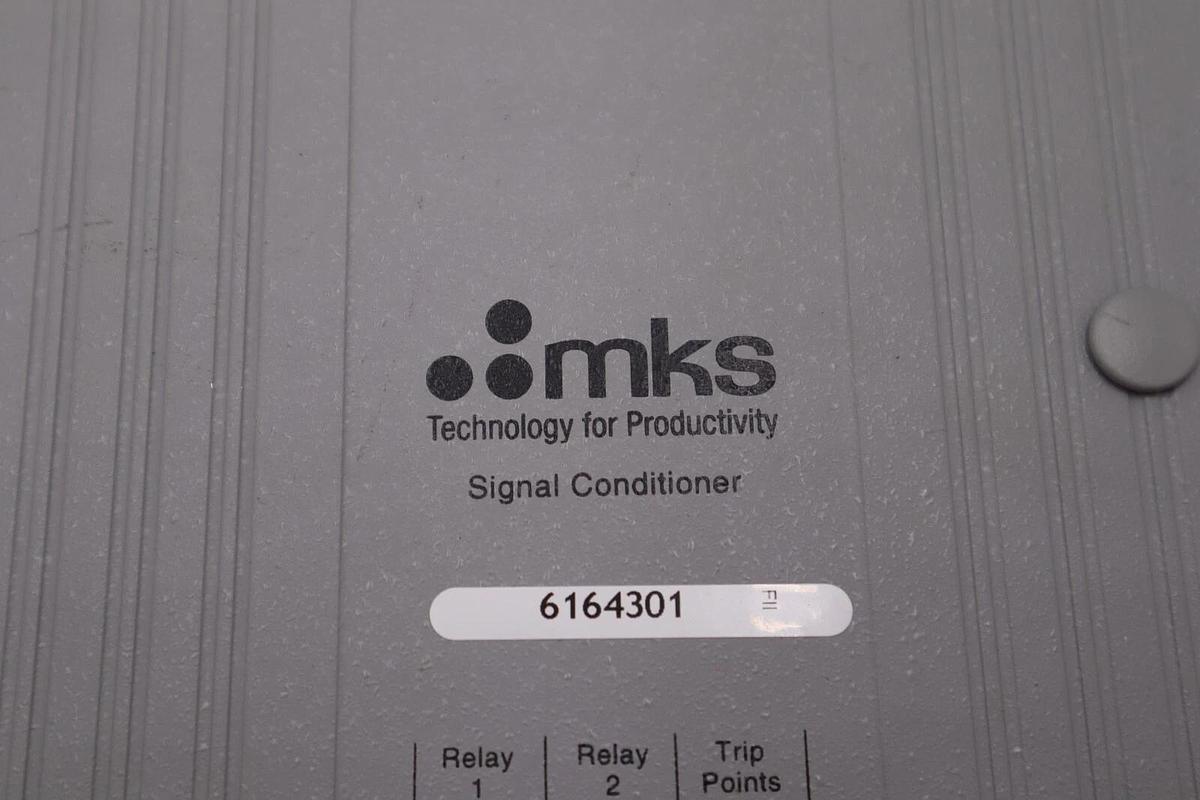 mks
Technology for Productivity
Signal Conditioner
6164301
Relay 1
Relay 2
Trip Points